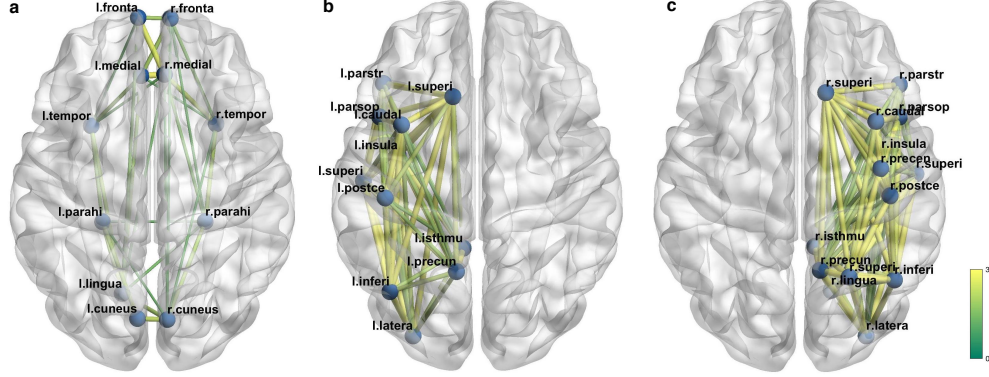 a
l.fronta
r.fronta
l.medial
r.medial
l.tempor
r.tempor
l.parahi
r.parahi
l.lingua
l.cuneus
r.cuneus
b
l.parstr
l.superi
l.parsop
l.caudal
l.insula
l.superi
l.postce
l.isthmu
l.precun
l.inferi
l.latera
c
r.superi
r.parstr
r.parsop
r.caudal
r.insula
r.precen
r.superi
r.postce
r.isthmu
r.precun
r.superi
r.inferi
r.lingua
r.latera
3
0